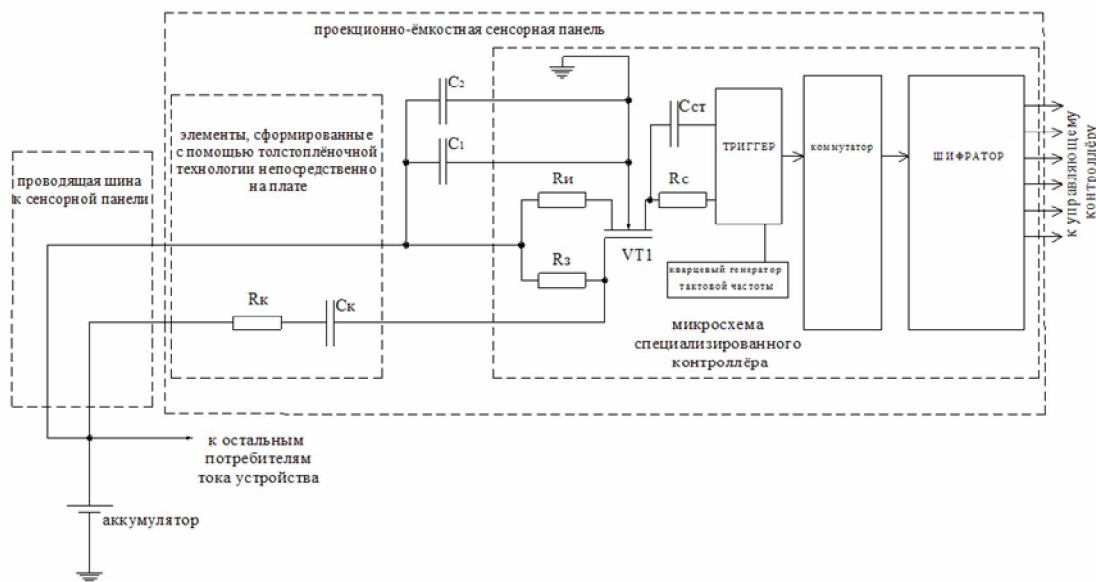 проекционно-ёмкостная сенсорная панель
C2
C1
элементы, сформированные
с помощью толстоплёночной
технологии непосредственно
на плате
проводящая шина
к сенсорной панели
Cст
ТРИГГЕР
коммутатор
ШИФРАТОР
к управляющему
контроллёру
Rи
Rс
VT1
Rз
кварцевый генератор
тактовой частоты
Rк
Cк
микросхема
специализированного
контроллёра
к остальным
потребителям
тока устройства
аккумулятор